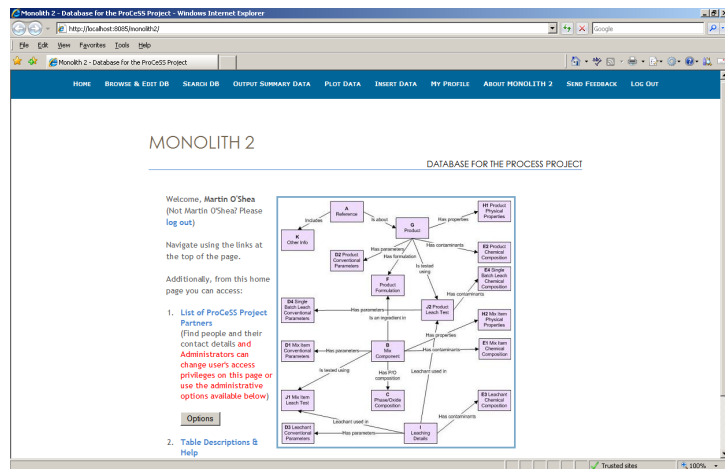 Monolith 2 - Database for the ProCeSS Project - Windows Internet Explorer
http://localhost:8085/monolith2/
Google
File Edit View Favorites Tools Help
Monolith 2 - Database for the ProCeSS Project
HOME BROWSE & EDIT DB SEARCH DB OUTPUT SUMMARY DATA PLOT DATA INSERT DATA MY PROFILE ABOUT MONOLITH 2 SEND FEEDBACK LOG OUT
MONOLITH 2
DATABASE FOR THE PROCESS PROJECT
Welcome, Martin O'Shea
(Not Martin O'Shea? Please
log out)
Navigate using the links at
the top of the page.
Additionally, from this home
page you can access:
1. List of ProCeSS Project
Partners
(Find people and their
contact details and
Administrators can
change user's access
privileges on this page or
use the administrative
options available below)
Options
2. Table Descriptions &
Help
A
Reference
Includes
Is about
K
Other Info
G
Product
Has properties
H1 Product
Physical
Properties
Has parameters
Has formulation
Has contaminants
D2 Product
Conventional
Parameters
E2 Product
Chemical
Composition
Is tested
using
F
Product
Formulation
E4 Single
Batch Leach
Chemical
Composition
Has contaminants
D4 Single
Batch Leach
Conventional
Parameters
Has parameters
J2 Product
Leach Test
Is an ingredient in
H2 Mix Item
Physical
Properties
Has properties
D1 Mix Item
Conventional
Parameters
Has parameters
B
Mix
Component
Has contaminants
E1 Mix Item
Chemical
Composition
Is tested using
Has P/O
composition
Leachant used in
J1 Mix Item
Leach Test
C
Phase/Oxide
Composition
E3 Leachant
Chemical
Composition
Leachant used in
Has contaminants
D3 Leachant
Conventional
Parameters
Has parameters
I
Leaching
Details
Trusted sites
100%